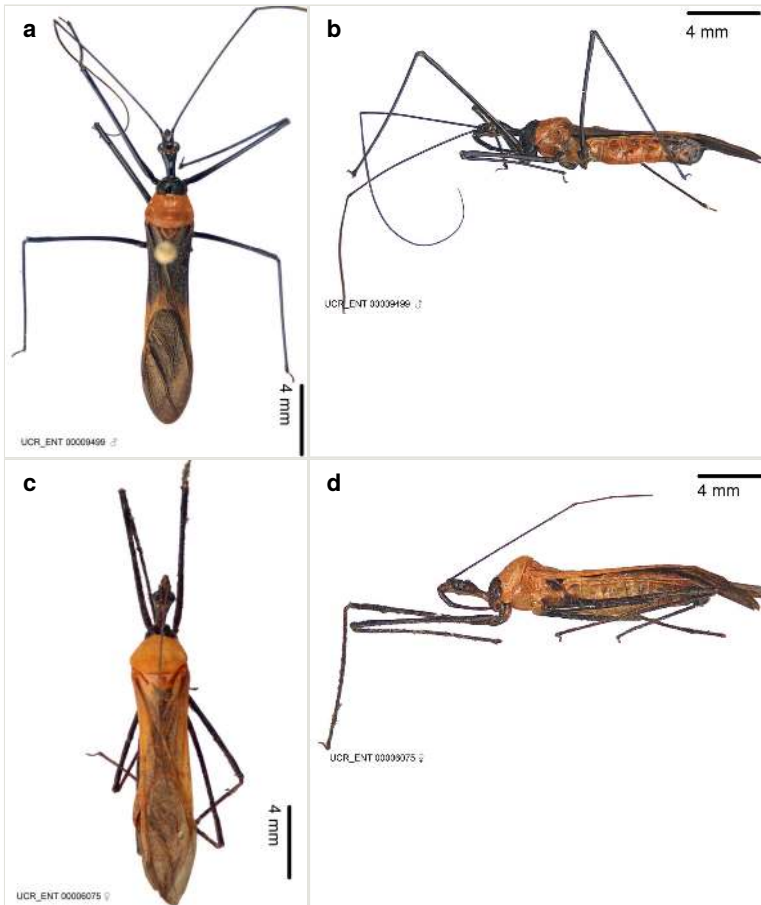 a
b
4 mm
UCR_ENT 00009499 ♂
4 mm
UCR_ENT 00009499 ♂
c
d
4 mm
4 mm
UCR_ENT 00006075 ♀
UCR_ENT 00006075 ♀